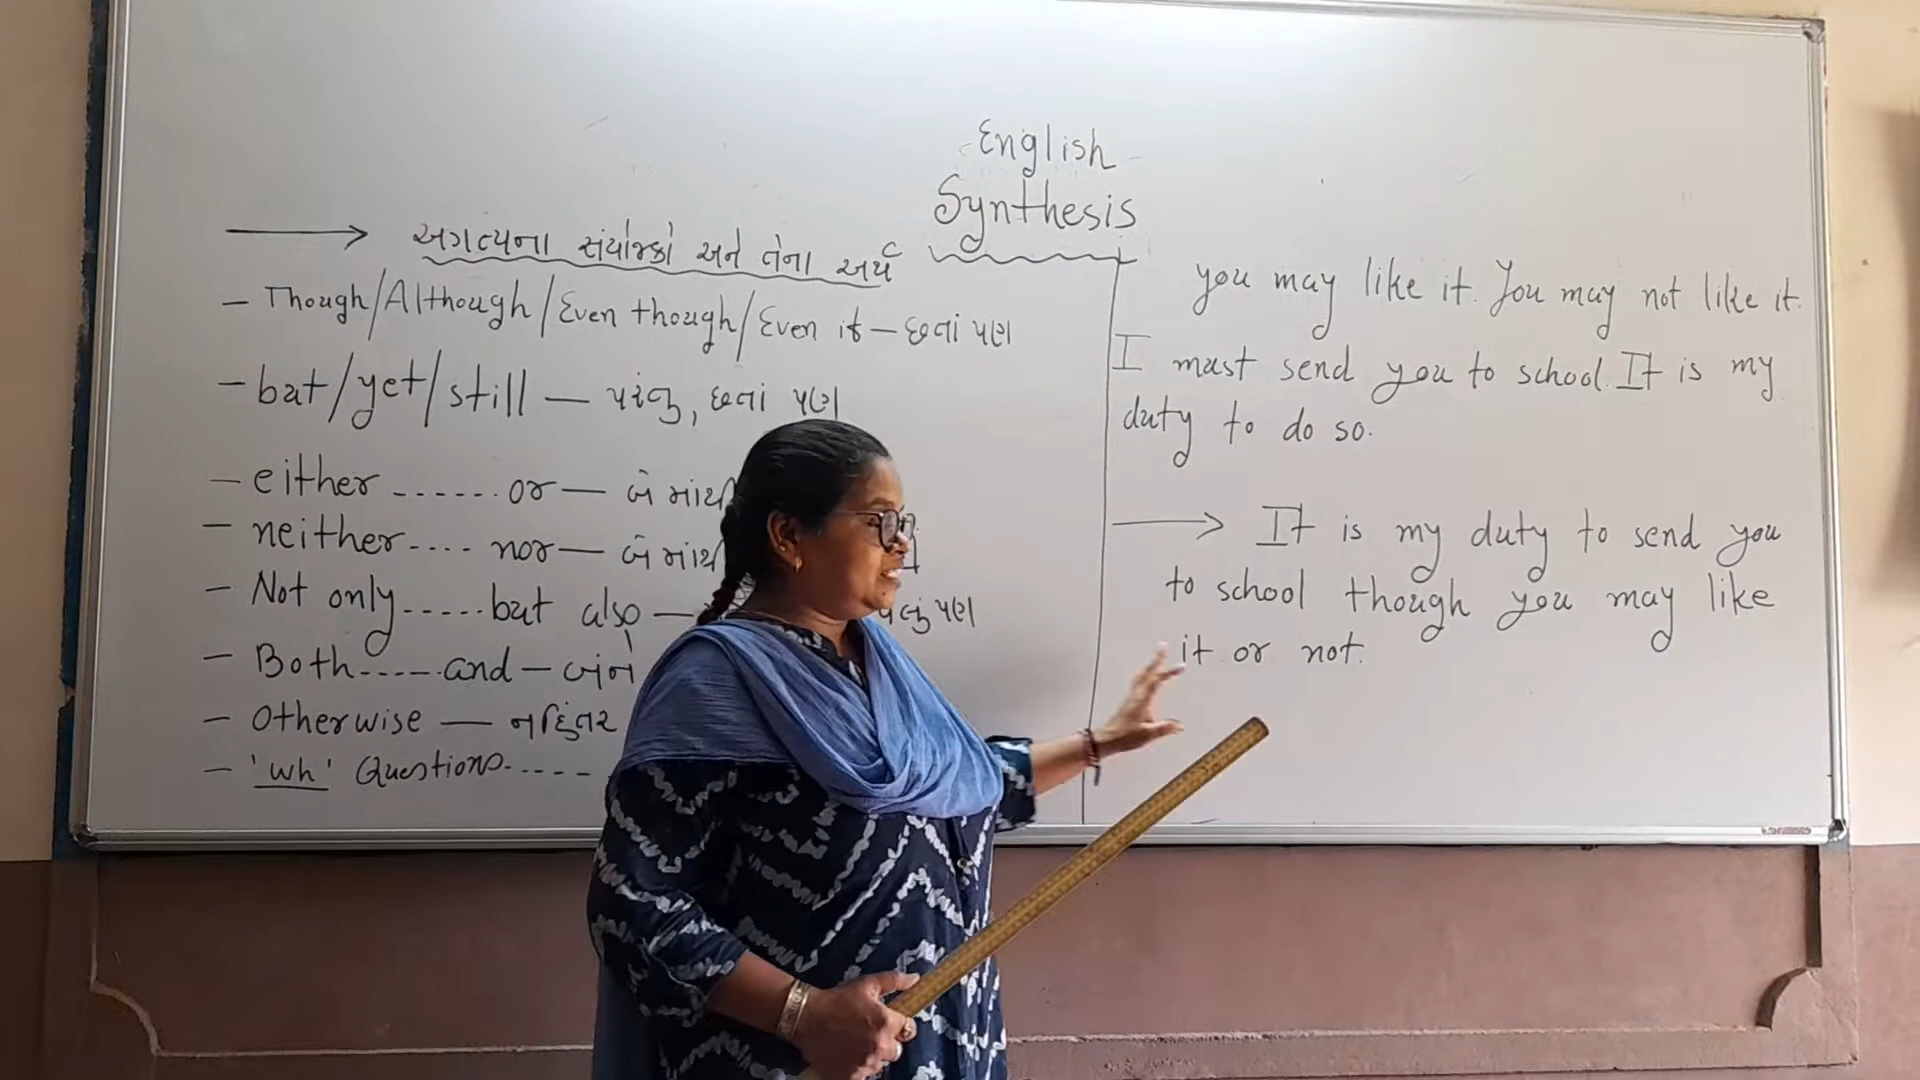 English
Synthesis
અગત્યના સંયોજકો અને તેના અર્થ
- Though/Although/Even though/Even if - છતાં પણ
- but/yet/still - પરંતુ, છતાં પણ
- either ...... or - બે માંથી
- neither .... nor - બે માંથી
- Not only ..... but also -
- Both ..... and - બંને
- Otherwise - નહિંતર
- 'Wh' Questions.....
you may like it. You may not like it.
I must send you to school. It is my
duty to do so.
→ It is my duty to send you
to school though you may like
it or not.